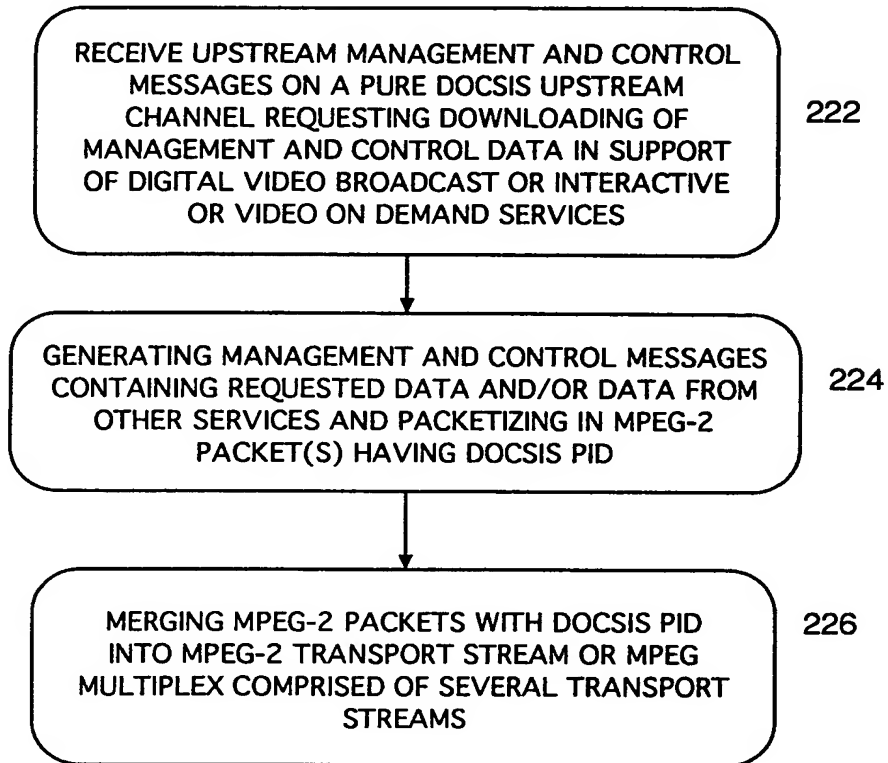 RECEIVE UPSTREAM MANAGEMENT AND CONTROL
MESSAGES ON A PURE DOCSIS UPSTREAM
CHANNEL REQUESTING DOWNLOADING OF
MANAGEMENT AND CONTROL DATA IN SUPPORT
OF DIGITAL VIDEO BROADCAST OR INTERACTIVE
OR VIDEO ON DEMAND SERVICES
222
GENERATING MANAGEMENT AND CONTROL MESSAGES
CONTAINING REQUESTED DATA AND/OR DATA FROM
OTHER SERVICES AND PACKETIZING IN MPEG-2
PACKET(S) HAVING DOCSIS PID
224
MERGING MPEG-2 PACKETS WITH DOCSIS PID
INTO MPEG-2 TRANSPORT STREAM OR MPEG
MULTIPLEX COMPRISED OF SEVERAL TRANSPORT
STREAMS
226